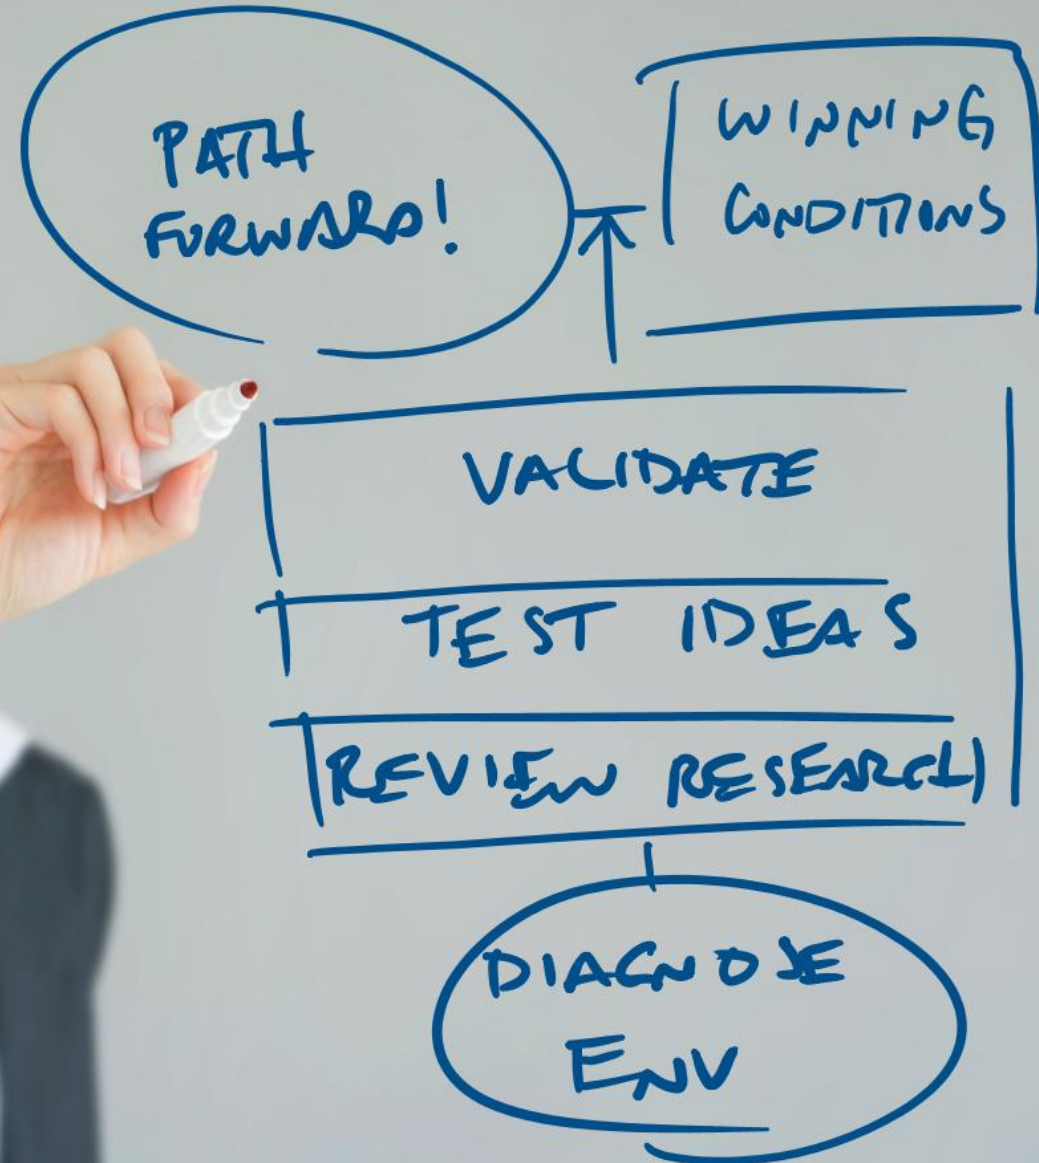 PATH
FORWARD!
WINNING
CONDITIONS
VALIDATE
TEST IDEAS
REVIEW RESEARCH
DIAGNOSE
ENV